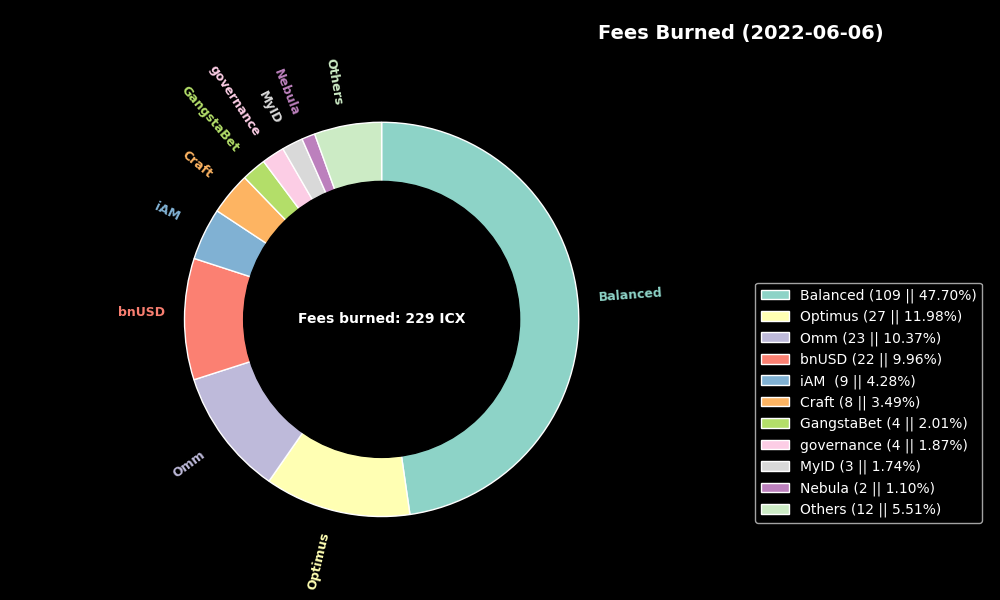 Fees Burned (2022-06-06)
Others
Nebula
MyID
governance
GangstaBet
Craft
iAM
bnUSD
Omm
Optimus
Balanced
Fees burned: 229 ICX
Balanced (109 || 47.70%)
Optimus (27 || 11.98%)
Omm (23 || 10.37%)
bnUSD (22 || 9.96%)
iAM  (9 || 4.28%)
Craft (8 || 3.49%)
GangstaBet (4 || 2.01%)
governance (4 || 1.87%)
MyID (3 || 1.74%)
Nebula (2 || 1.10%)
Others (12 || 5.51%)